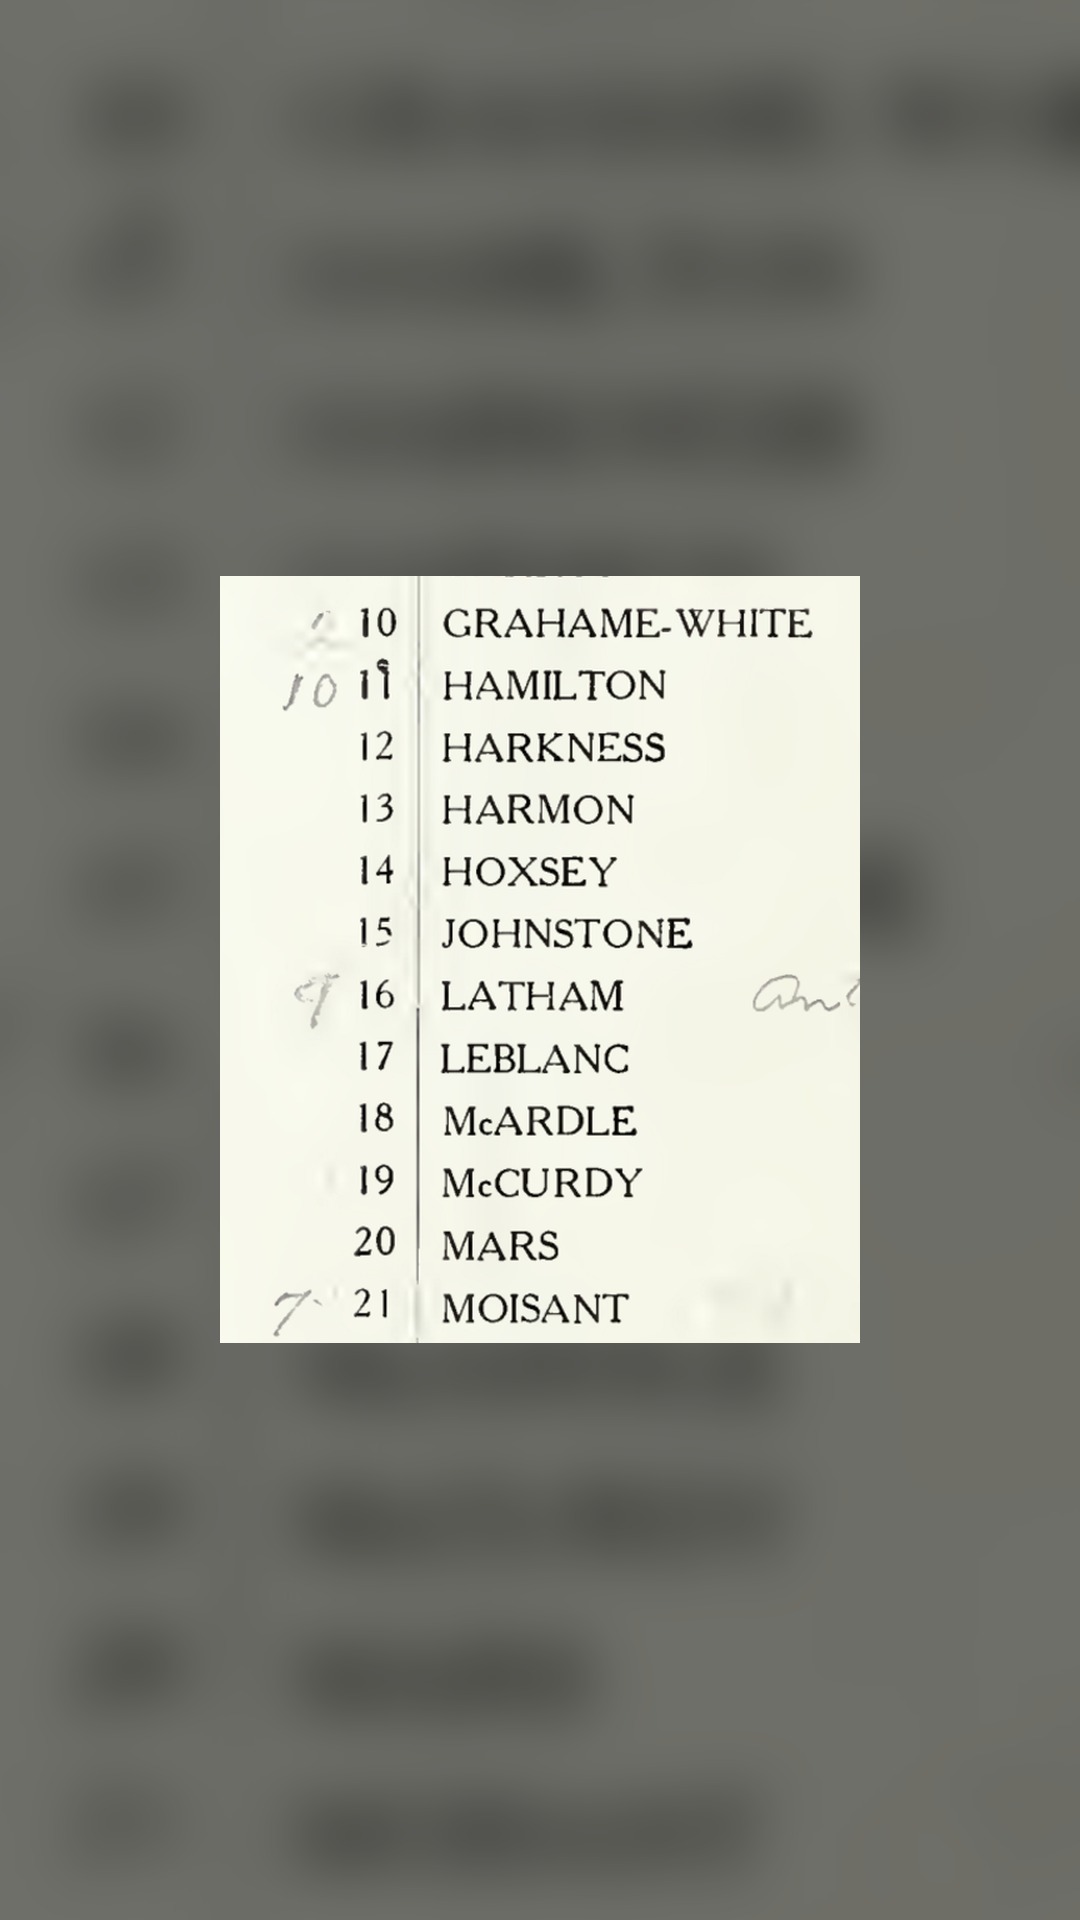 10 GRAHAME-WHITE
10 11 HAMILTON
12 HARKNESS
13 HARMON
14 HOXSEY
15 JOHNSTONE
9 16 LATHAM
17 LEBLANC
18 McARDLE
19 McCURDY
20 MARS
7 21 MOISANT